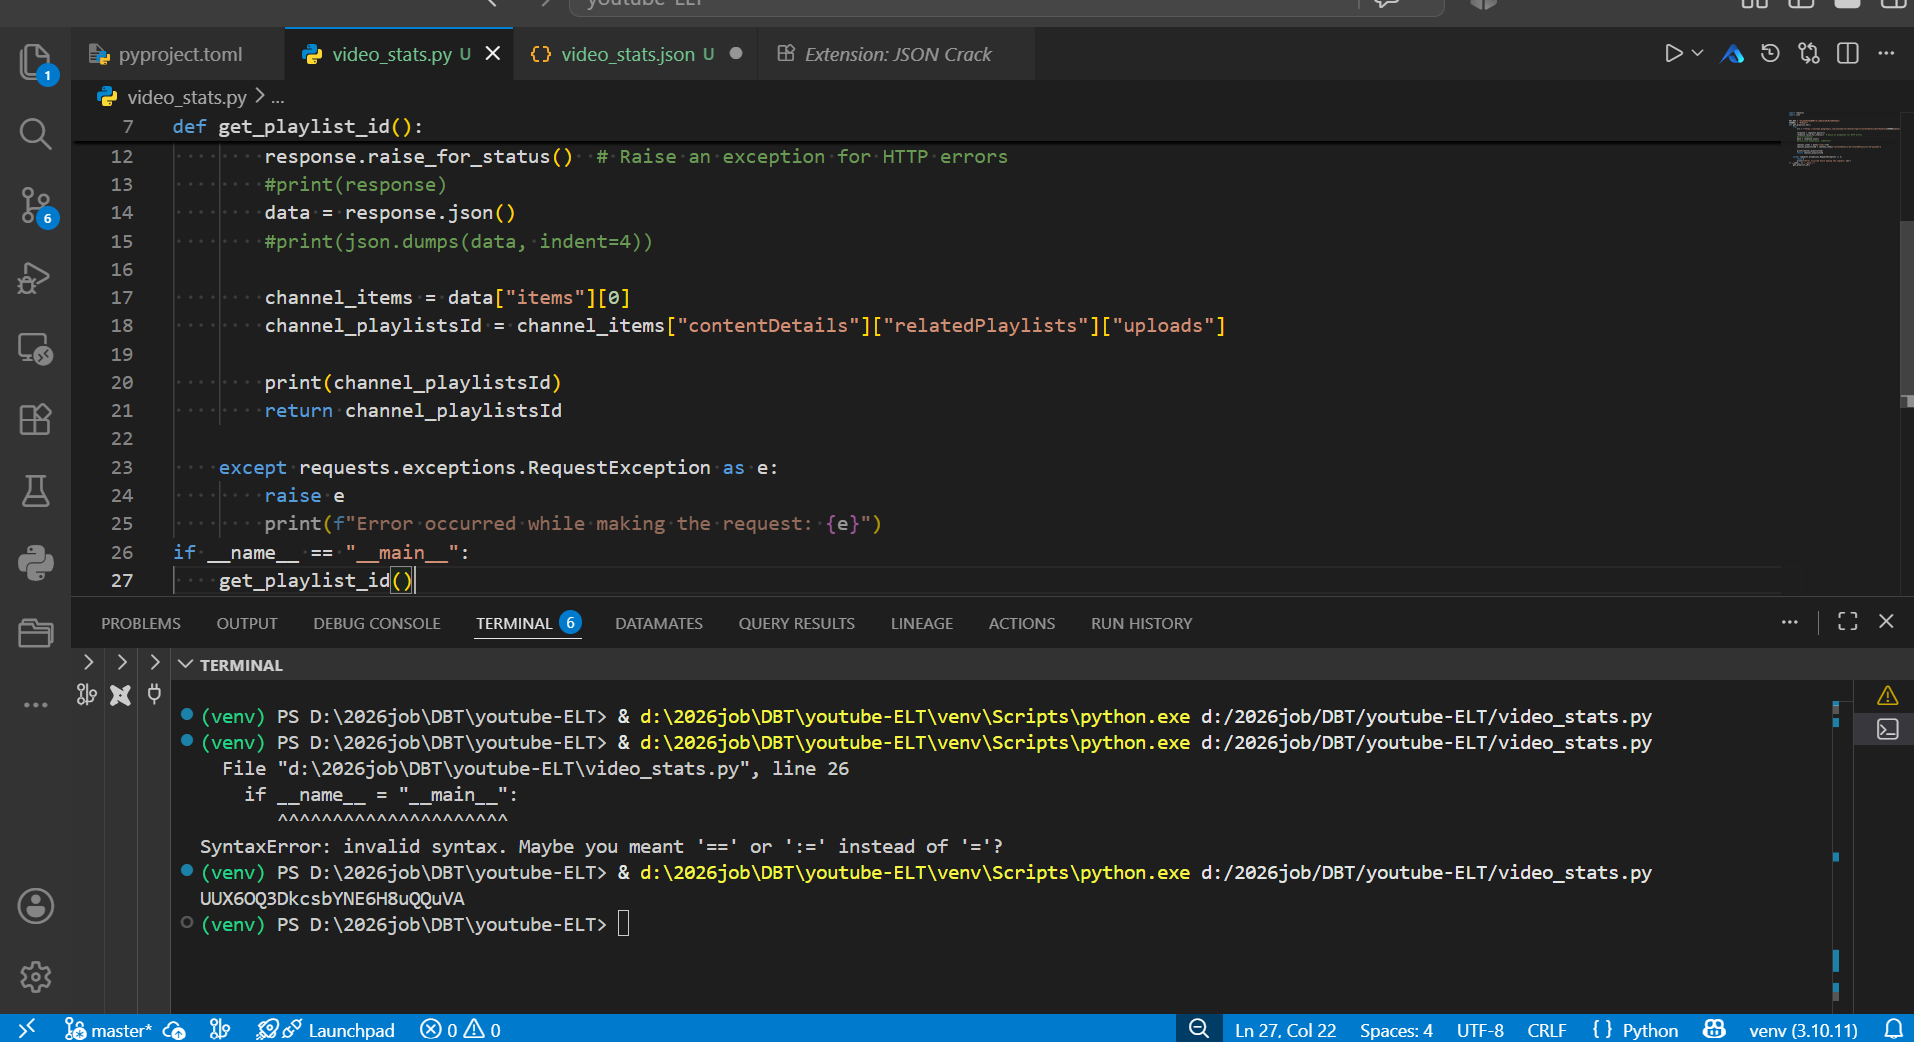 youtube-ELT
pyproject.toml
video_stats.py U
{} video_stats.json U
Extension: JSON Crack
1
video_stats.py > ...
7 def get_playlist_id():
12 response.raise_for_status()  # Raise an exception for HTTP errors
13 #print(response)
14 data = response.json()
15 #print(json.dumps(data, indent=4))
16
17 channel_items = data["items"][0]
18 channel_playlistsId = channel_items["contentDetails"]["relatedPlaylists"]["uploads"]
19
20 print(channel_playlistsId)
21 return channel_playlistsId
22
23 except requests.exceptions.RequestException as e:
24 raise e
25 print(f"Error occurred while making the request: {e}")
26 if __name__ == "__main__":
27 get_playlist_id()
6
PROBLEMS OUTPUT DEBUG CONSOLE TERMINAL 6 DATAMATES QUERY RESULTS LINEAGE ACTIONS RUN HISTORY
TERMINAL
(venv) PS D:\2026job\DBT\youtube-ELT> & d:\2026job\DBT\youtube-ELT\venv\Scripts\python.exe d:/2026job/DBT/youtube-ELT/video_stats.py
(venv) PS D:\2026job\DBT\youtube-ELT> & d:\2026job\DBT\youtube-ELT\venv\Scripts\python.exe d:/2026job/DBT/youtube-ELT/video_stats.py
File "d:\2026job\DBT\youtube-ELT\video_stats.py", line 26
if __name__ = "__main__":
^^^^^^^^^^^^^^^^^^^^^
SyntaxError: invalid syntax. Maybe you meant '==' or ':=' instead of '='?
(venv) PS D:\2026job\DBT\youtube-ELT> & d:\2026job\DBT\youtube-ELT\venv\Scripts\python.exe d:/2026job/DBT/youtube-ELT/video_stats.py
UUX6OQ3DkcsbYNE6H8uQQuVA
(venv) PS D:\2026job\DBT\youtube-ELT>
master* Launchpad 0 0 Ln 27, Col 22 Spaces: 4 UTF-8 CRLF {} Python venv (3.10.11)